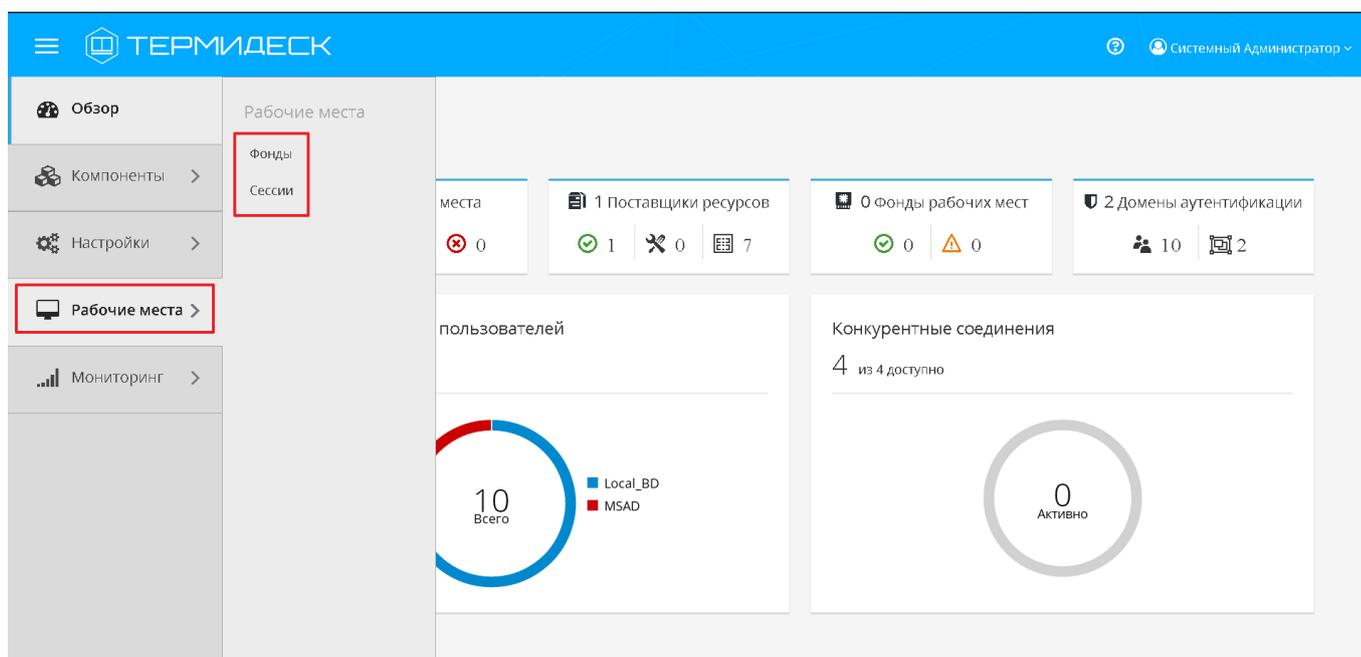 ТЕРМИДЕСК
Системный Администратор
Обзор
Компоненты
Настройки
Рабочие места
Мониторинг
Рабочие места
Фонды
Сессии
места
0
1 Поставщики ресурсов
1 0 7
0 Фонды рабочих мест
0 0
2 Домены аутентификации
10 2
пользователей
10
Всего
Local_BD
MSAD
Конкурентные соединения
4 из 4 доступно
0
Активно